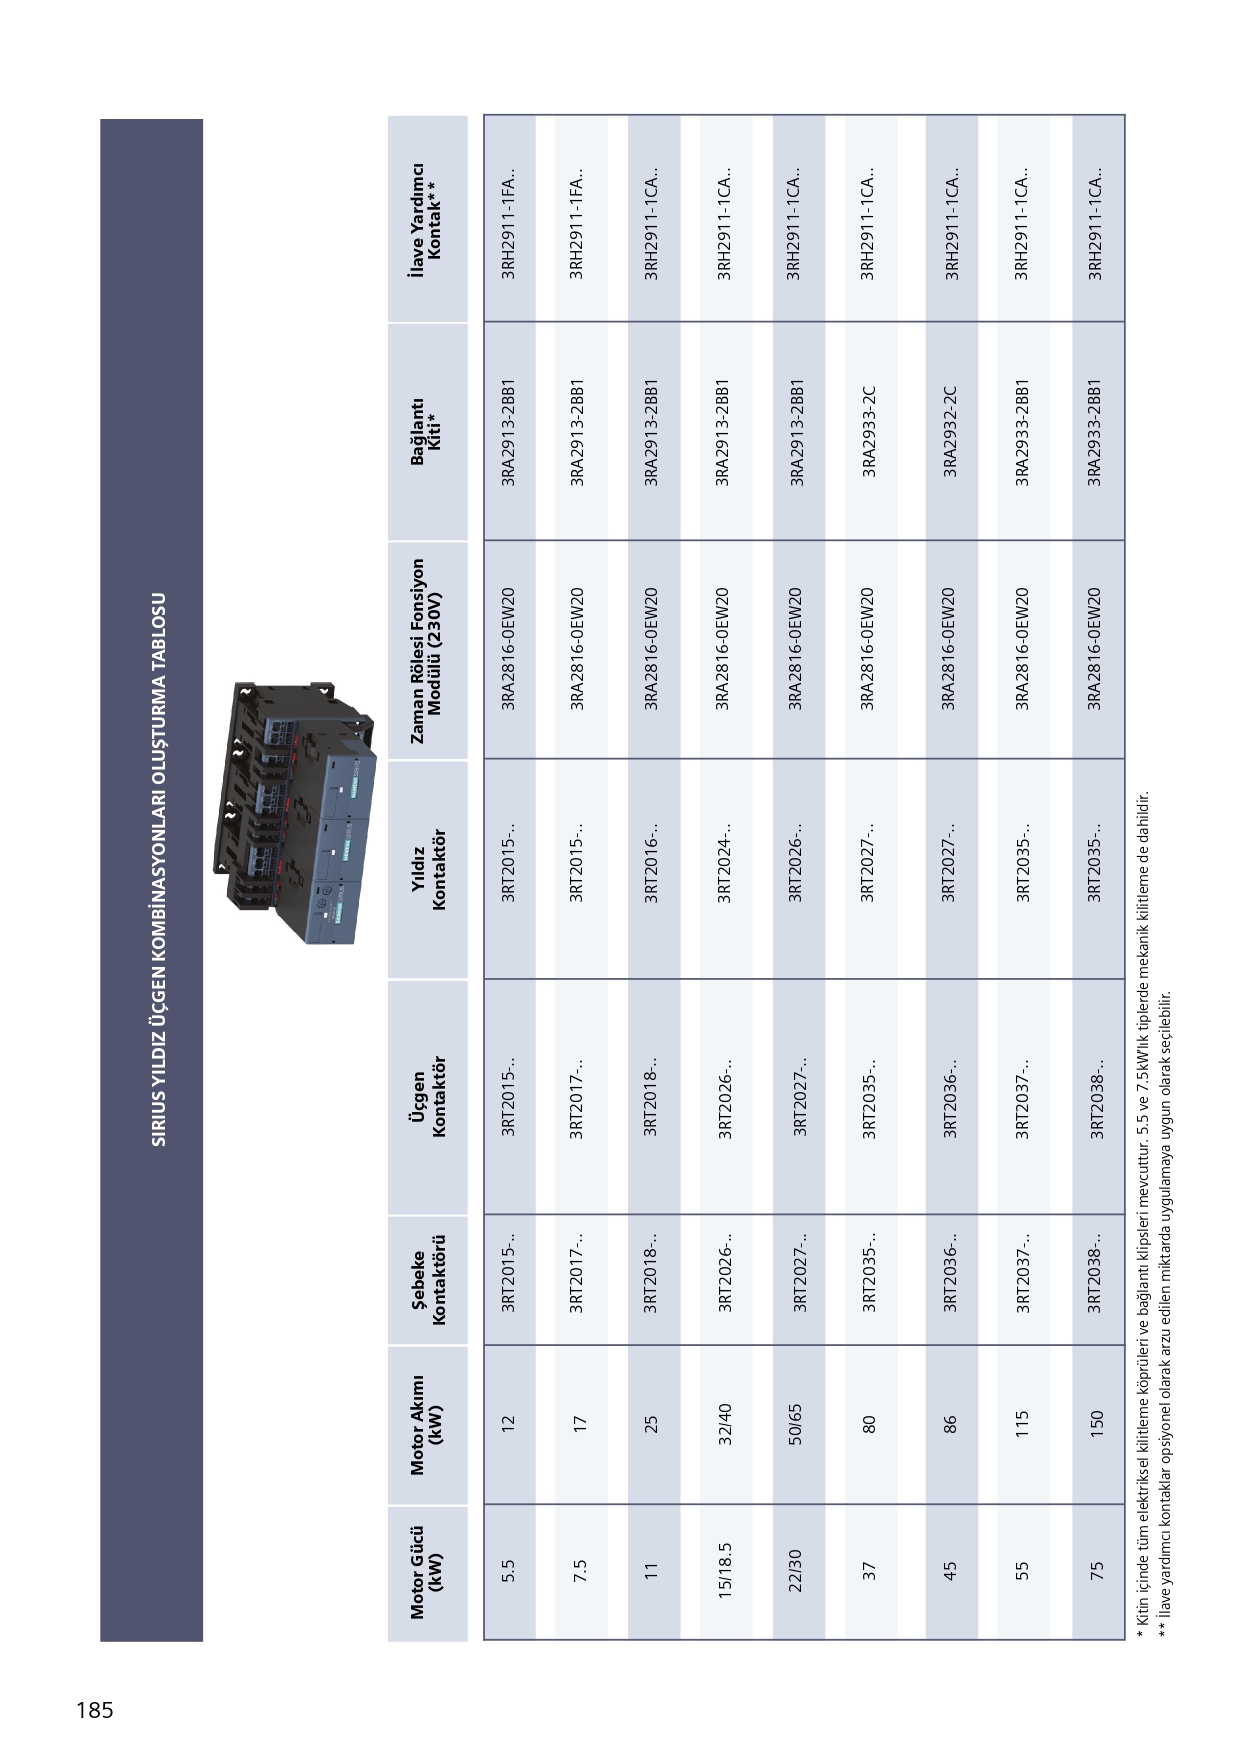 SIRIUS YILDIZ ÜÇGEN KOMBİNASYONLARI OLUŞTURMA TABLOSU
Motor Gücü
(kW)
Motor Akımı
(kW)
Şebeke
Kontaktörü
Üçgen
Kontaktör
Yıldız
Kontaktör
Zaman Rölesi Fonsiyon
Modülü (230V)
Bağlantı
Kiti*
İlave Yardımcı
Kontak**
5.5 12 3RT2015-.. 3RT2015-.. 3RT2015-.. 3RA2816-0EW20 3RA2913-2BB1 3RH2911-1FA..
7.5 17 3RT2017-.. 3RT2017-.. 3RT2015-.. 3RA2816-0EW20 3RA2913-2BB1 3RH2911-1FA..
11 25 3RT2018-.. 3RT2018-.. 3RT2016-.. 3RA2816-0EW20 3RA2913-2BB1 3RH2911-1CA..
15/18.5 32/40 3RT2026-.. 3RT2026-.. 3RT2024-.. 3RA2816-0EW20 3RA2913-2BB1 3RH2911-1CA..
22/30 50/65 3RT2027-.. 3RT2027-.. 3RT2026-.. 3RA2816-0EW20 3RA2913-2BB1 3RH2911-1CA..
37 80 3RT2035-.. 3RT2035-.. 3RT2027-.. 3RA2816-0EW20 3RA2933-2C 3RH2911-1CA..
45 86 3RT2036-.. 3RT2036-.. 3RT2027-.. 3RA2816-0EW20 3RA2932-2C 3RH2911-1CA..
55 115 3RT2037-.. 3RT2037-.. 3RT2035-.. 3RA2816-0EW20 3RA2933-2BB1 3RH2911-1CA..
75 150 3RT2038-.. 3RT2038-.. 3RT2035-.. 3RA2816-0EW20 3RA2933-2BB1 3RH2911-1CA..
* Kitin içinde tüm elektriksel kilitleme köprüleri ve bağlantı klipsleri mevcuttur. 5.5 ve 7.5kW'lık tiplerde mekanik kilitleme de dahildir.
** İlave yardımcı kontaklar opsiyonel olarak arzu edilen miktarda uygulamaya uygun olarak seçilebilir.
185